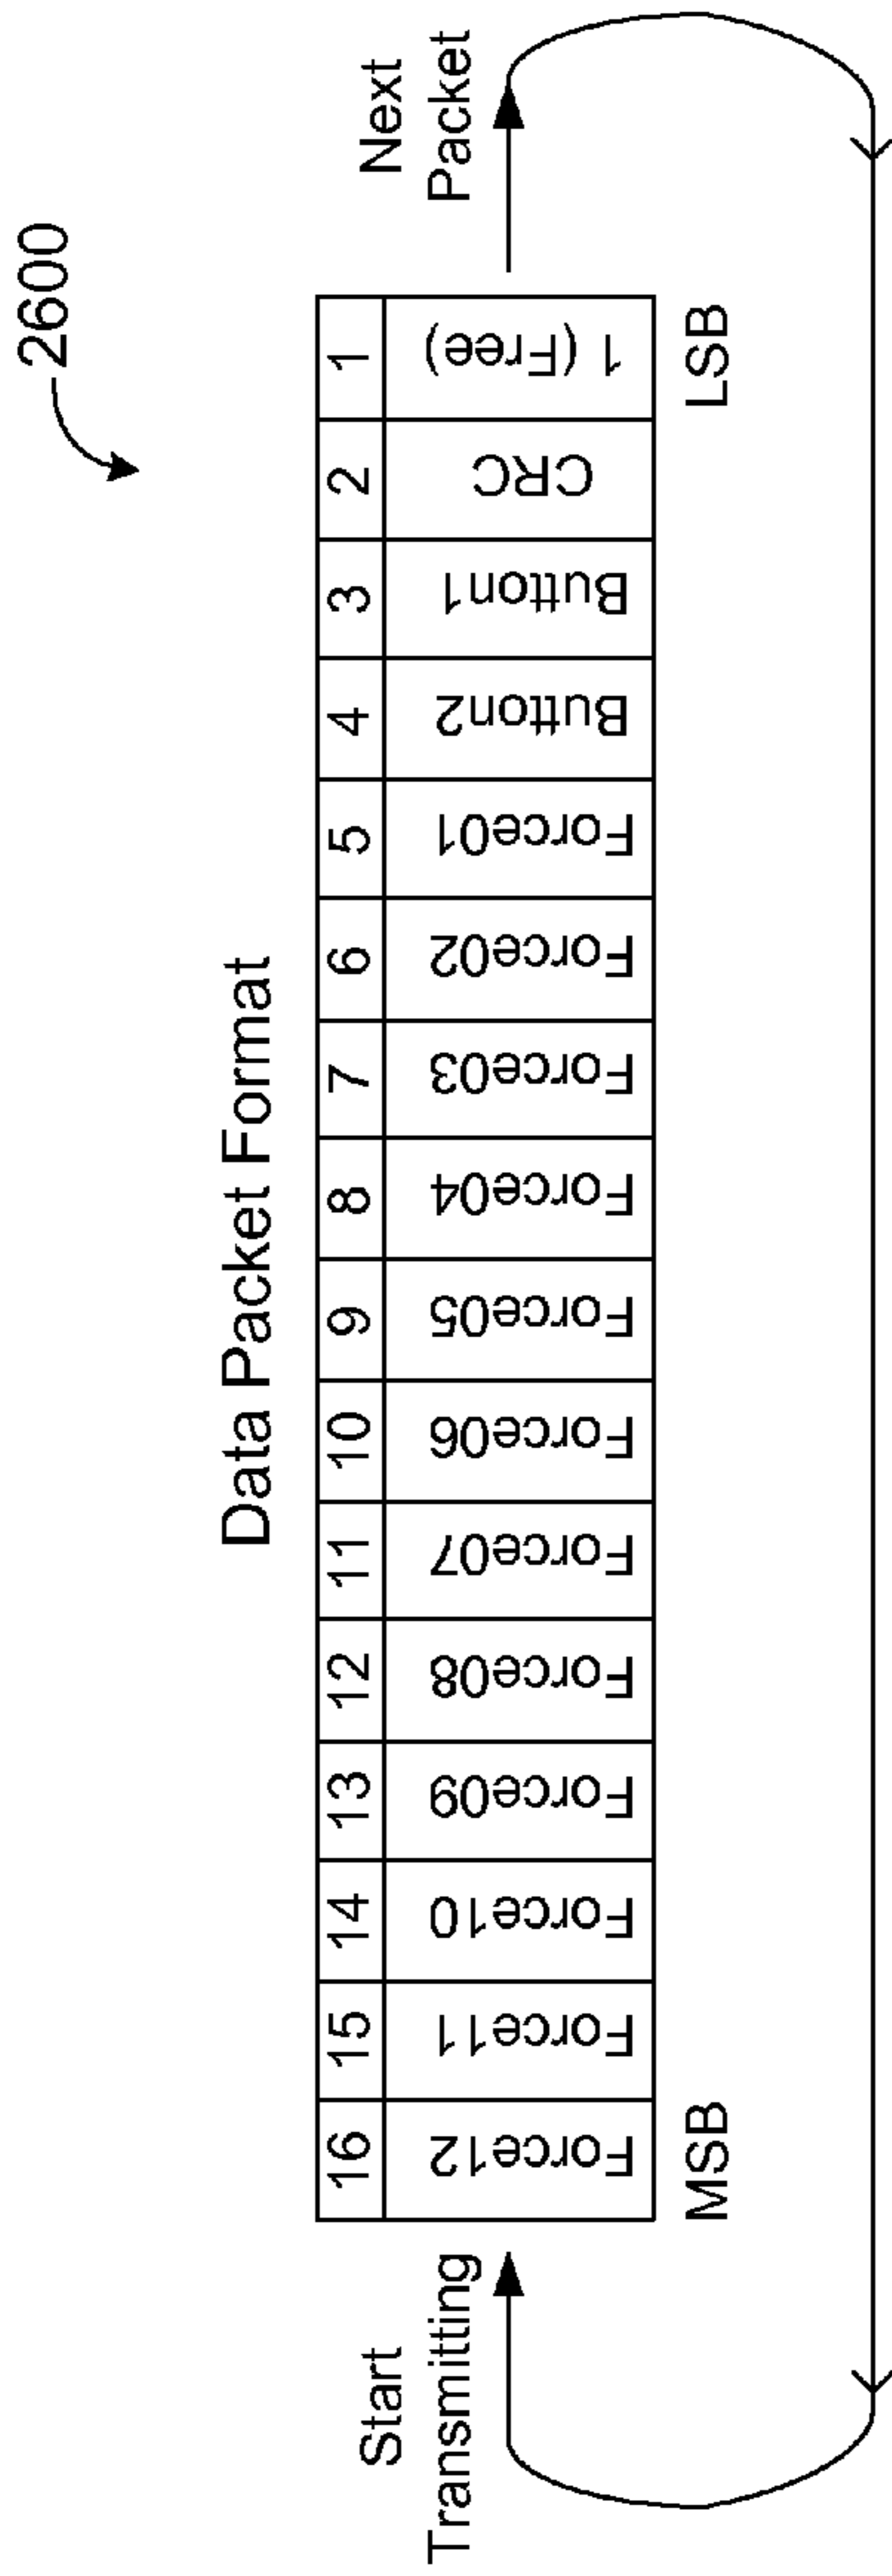 2600
Data Packet Format
16 15 14 13 12 11 10 9 8 7 6 5 4 3 2 1
Start
Transmitting
Force12
Force11
Force10
Force09
Force08
Force07
Force06
Force05
Force04
Force03
Force02
Force01
Button2
Button1
CRC
1 (Free)
Next
Packet
MSB
LSB